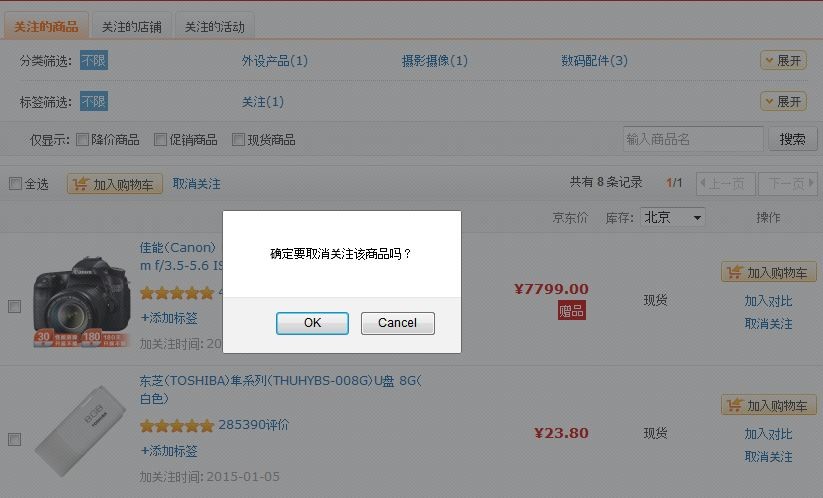 关注的商品 关注的店铺 关注的活动
分类筛选: 不限 外设产品(1) 摄影摄像(1) 数码配件(3) 展开
标签筛选: 不限 关注(1) 展开
仅显示: 降价商品 促销商品 现货商品 输入商品名 搜索
全选 加入购物车 取消关注 共有 8 条记录 1/1 上一页 下一页
京东价 库存: 北京 操作
佳能(Canon)
m f/3.5-5.6 IS
+添加标签
加关注时间: 20
30 180 180天
¥7799.00
赠品
现货
加入购物车
加入对比
取消关注
确定要取消关注该商品吗？
OK Cancel
东芝(TOSHIBA)隼系列(THUHYBS-008G)U盘 8G(
白色)
285390评价
+添加标签
加关注时间: 2015-01-05
8GB
TOSHIBA
¥23.80
现货
加入购物车
加入对比
取消关注